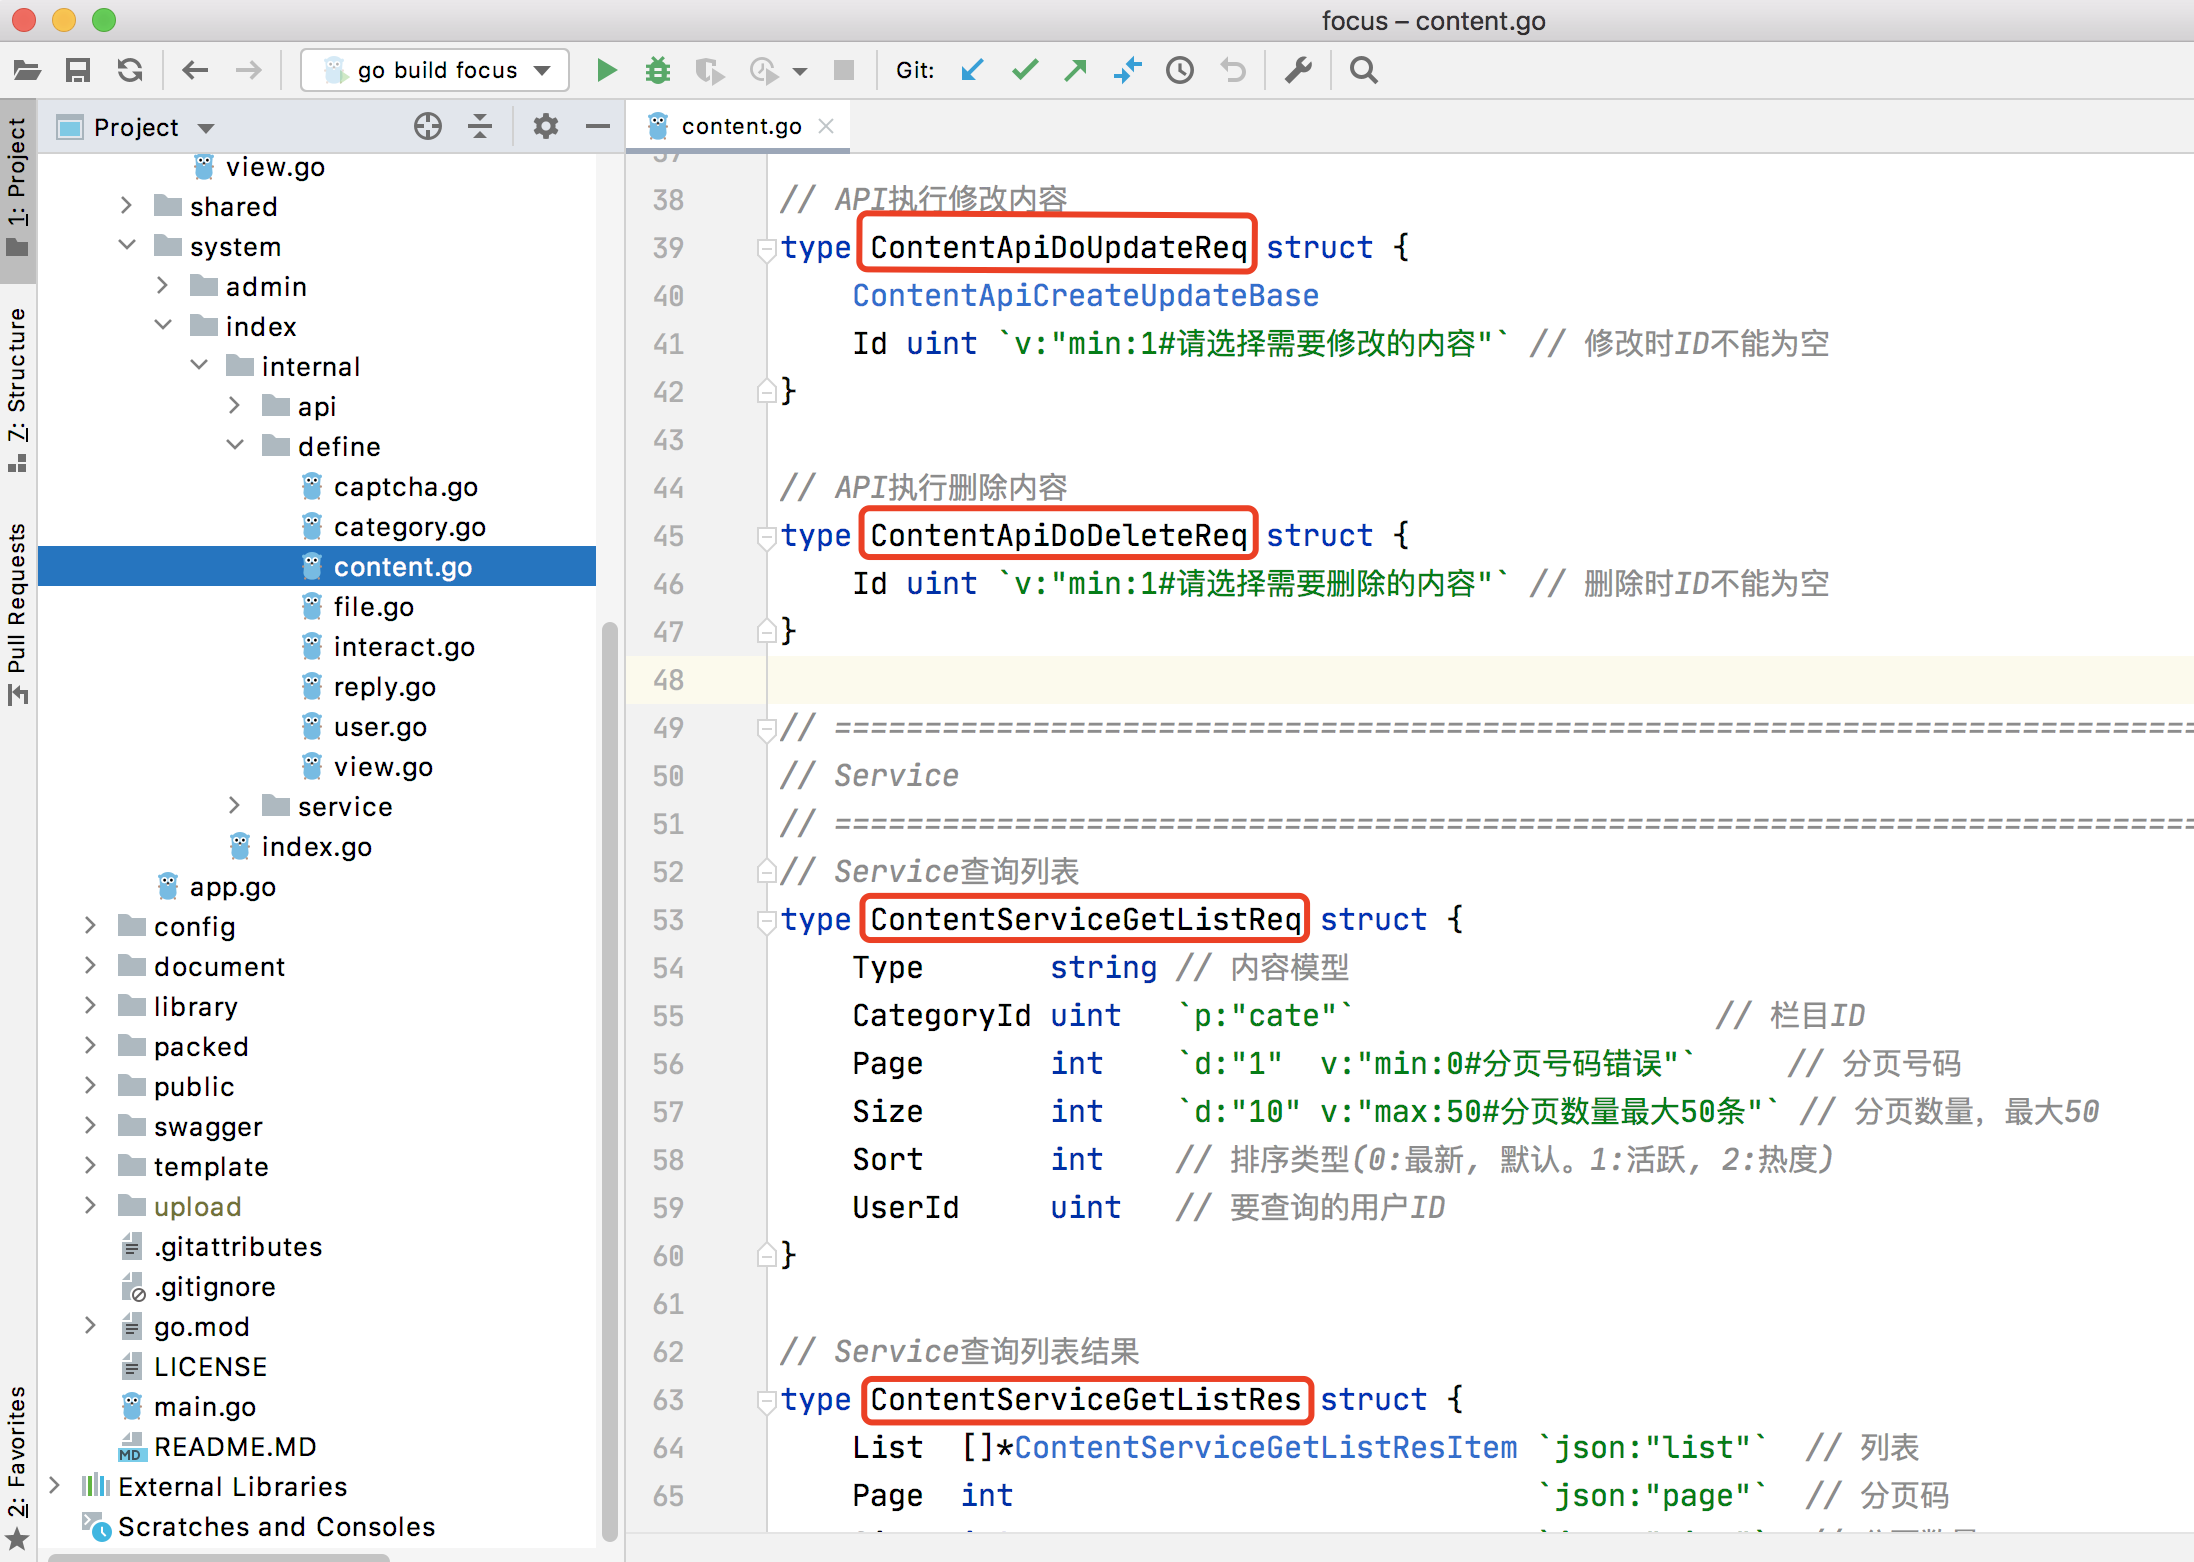 focus – content.go
go build focus
Git:
1: Project
7: Structure
Pull Requests
2: Favorites
Project
view.go
shared
system
admin
index
internal
api
define
captcha.go
category.go
content.go
file.go
interact.go
reply.go
user.go
view.go
service
index.go
app.go
config
document
library
packed
public
swagger
template
upload
.gitattributes
.gitignore
go.mod
LICENSE
main.go
MD README.MD
External Libraries
Scratches and Consoles
content.go
37
38 // API执行修改内容
39 type ContentApiDoUpdateReq struct {
40 ContentApiCreateUpdateBase
41 Id uint `v:"min:1#请选择需要修改的内容"` // 修改时ID不能为空
42 }
43
44 // API执行删除内容
45 type ContentApiDoDeleteReq struct {
46 Id uint `v:"min:1#请选择需要删除的内容"` // 删除时ID不能为空
47 }
48
49 // ============================================================================
50 // Service
51 // ============================================================================
52 // Service查询列表
53 type ContentServiceGetListReq struct {
54 Type string // 内容模型
55 CategoryId uint `p:"cate"` // 栏目ID
56 Page int `d:"1" v:"min:0#分页号码错误"` // 分页号码
57 Size int `d:"10" v:"max:50#分页数量最大50条"` // 分页数量，最大50
58 Sort int // 排序类型(0:最新, 默认。1:活跃, 2:热度)
59 UserId uint // 要查询的用户ID
60 }
61
62 // Service查询列表结果
63 type ContentServiceGetListRes struct {
64 List []*ContentServiceGetListResItem `json:"list"` // 列表
65 Page int `json:"page"` // 分页码